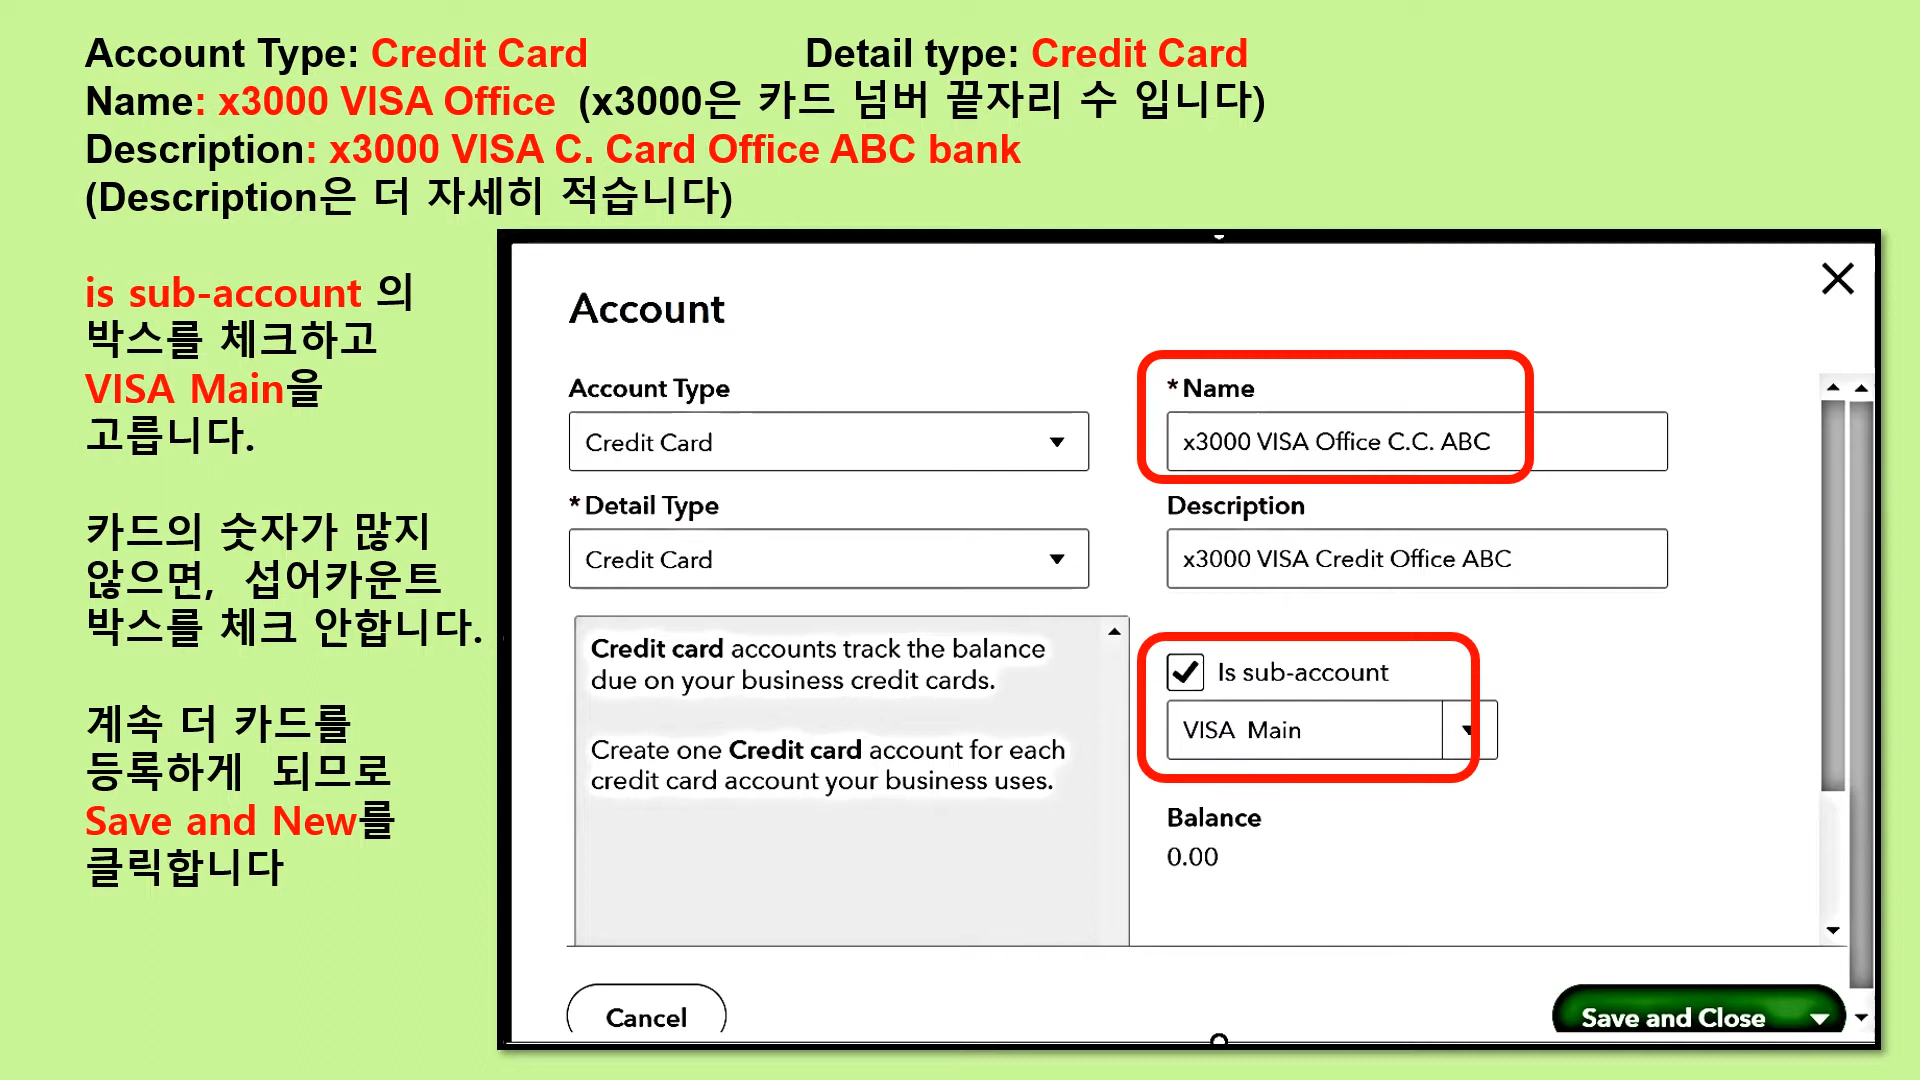 Account Type: Credit Card Detail type: Credit Card
Name: x3000 VISA Office (x3000은 카드 넘버 끝자리 수 입니다)
Description: x3000 VISA C. Card Office ABC bank
(Description은 더 자세히 적습니다)
is sub-account 의
박스를 체크하고
VISA Main을
고릅니다.
카드의 숫자가 많지
않으면, 섭어카운트
박스를 체크 안합니다.
계속 더 카드를
등록하게 되므로
Save and New를
클릭합니다
Account
Account Type
Credit Card
* Detail Type
Credit Card
Credit card accounts track the balance
due on your business credit cards.
Create one Credit card account for each
credit card account your business uses.
* Name
x3000 VISA Office C.C. ABC
Description
x3000 VISA Credit Office ABC
Is sub-account
VISA Main
Balance
0.00
Cancel
Save and Close